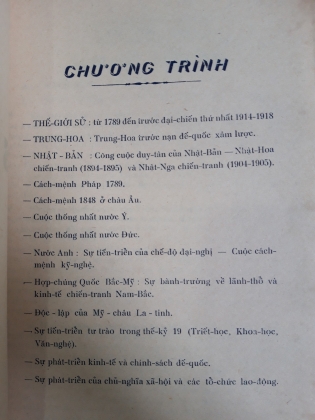 CHƯƠNG TRÌNH
— THẾ-GIỚI SỬ : từ 1789 đến trước đại-chiến thứ nhất 1914-1918
— TRUNG-HOA : Trung-Hoa trước nạn đế-quốc xâm lược.
— NHẬT - BẢN : Công cuộc duy-tân của Nhật-Bản — Nhật-Hoa
chiến-tranh (1894-1895) và Nhật-Nga chiến-tranh (1904-1905).
— Cách-mệnh Pháp 1789.
— Cách-mệnh 1848 ở châu Âu.
— Cuộc thống nhất nước Ý.
— Cuộc thống nhất nước Đức.
— Nước Anh : Sự tiến-triển của chế-độ đại-nghị — Cuộc cách-
mệnh kỹ-nghệ.
— Hợp-chúng Quốc Bắc-Mỹ : Sự bành-trướng về lãnh-thổ và
kinh-tế chiến-tranh Nam-Bắc.
— Độc - lập của Mỹ - châu La - tinh.
— Sự tiến-triển tư trào trong thế-kỷ 19 (Triết-học, Khoa-học,
Văn-nghệ).
— Sự phát-triển kinh-tế và chính-sách đế-quốc.
— Sự phát-triển của chủ-nghĩa xã-hội và các tổ-chức lao-động.